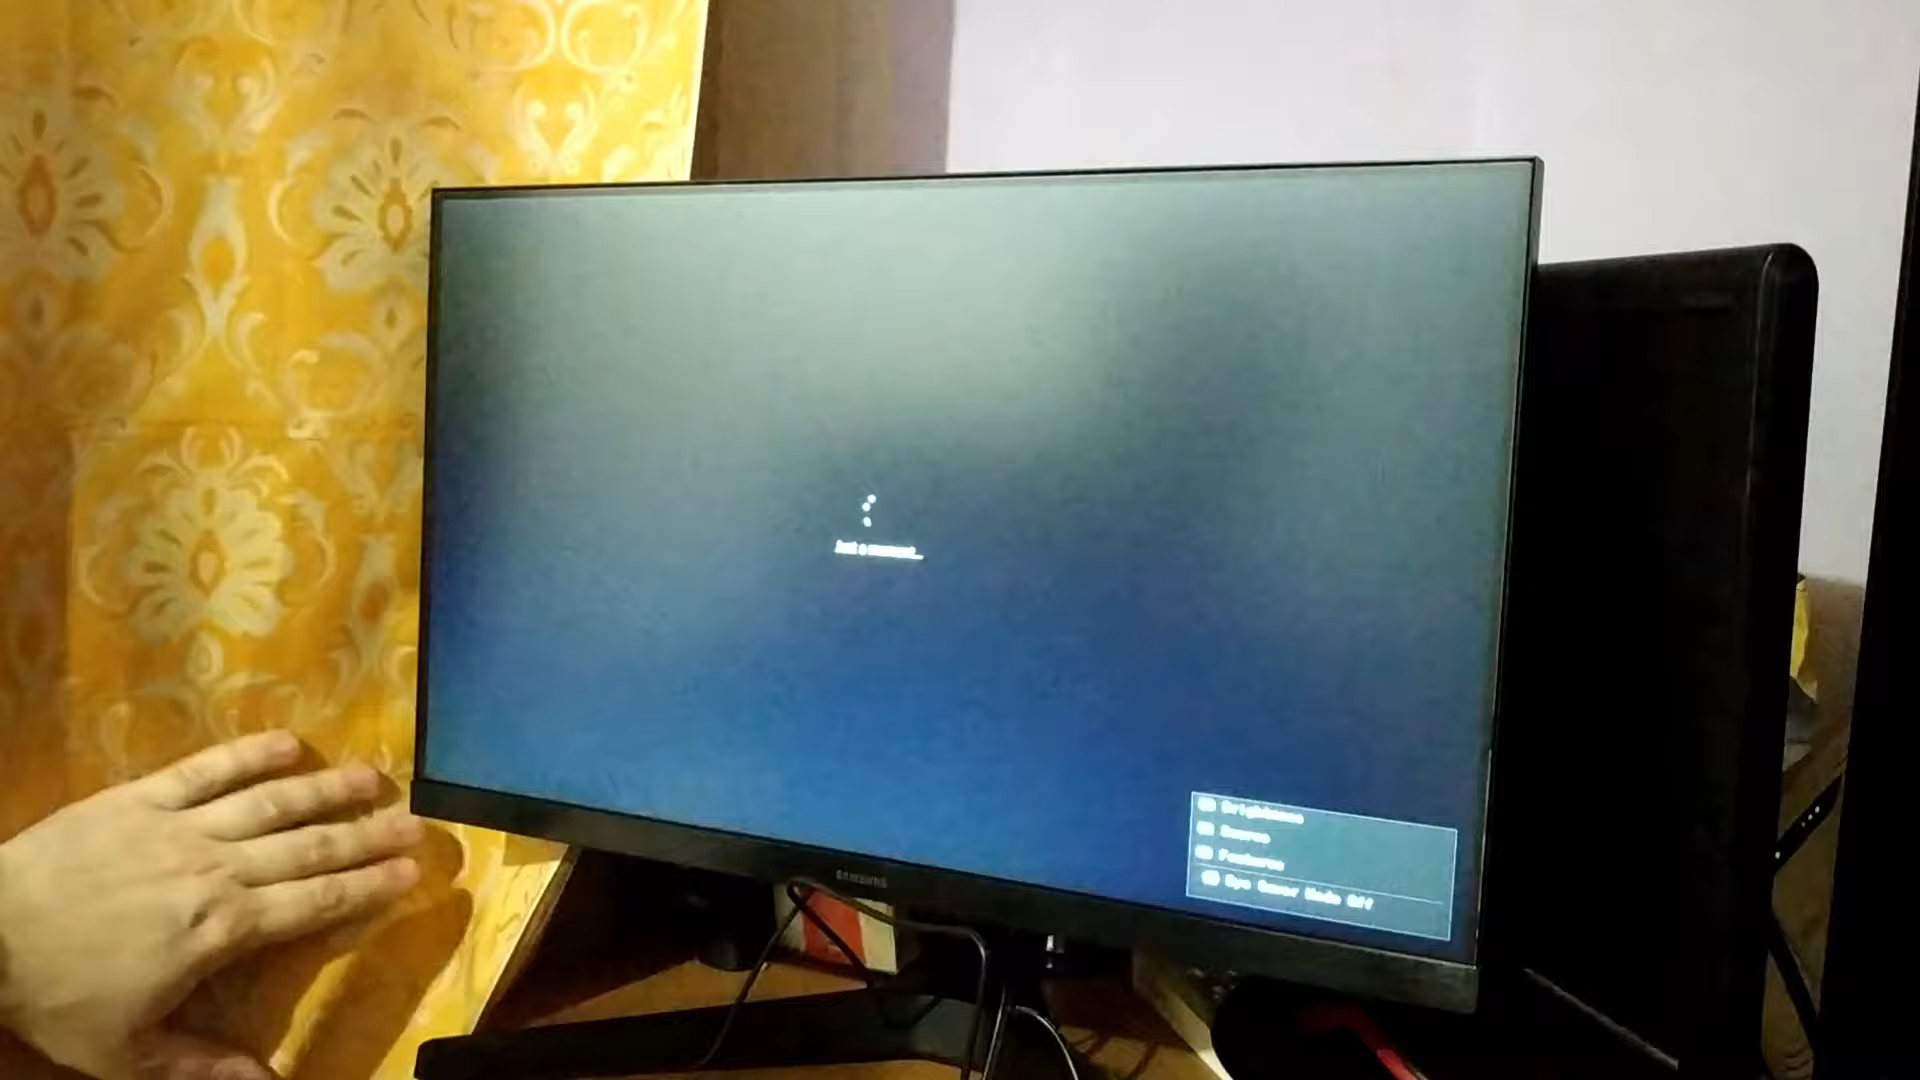 Just a moment...
Brightness
Source
Features
Eye Saver Mode Off
SAMSUNG